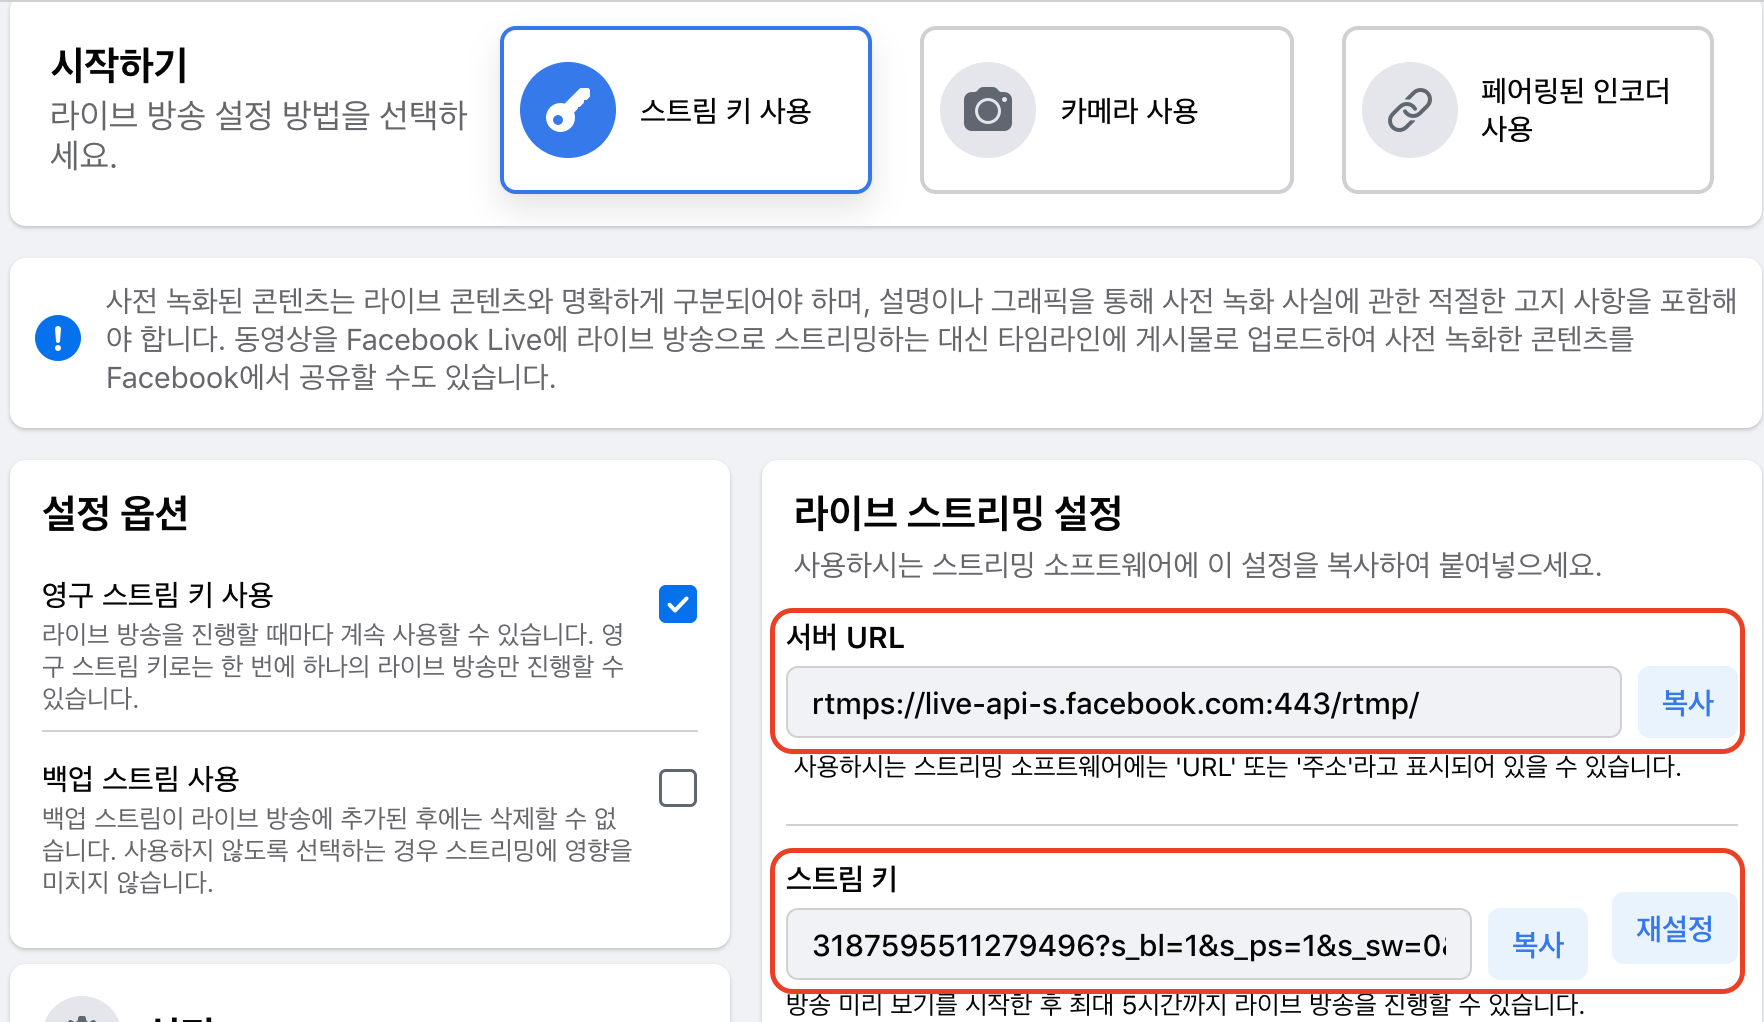 시작하기
라이브 방송 설정 방법을 선택하
세요.
스트림 키 사용
카메라 사용
페어링된 인코더
사용
사전 녹화된 콘텐츠는 라이브 콘텐츠와 명확하게 구분되어야 하며, 설명이나 그래픽을 통해 사전 녹화 사실에 관한 적절한 고지 사항을 포함해
야 합니다. 동영상을 Facebook Live에 라이브 방송으로 스트리밍하는 대신 타임라인에 게시물로 업로드하여 사전 녹화한 콘텐츠를
Facebook에서 공유할 수도 있습니다.
설정 옵션
영구 스트림 키 사용
라이브 방송을 진행할 때마다 계속 사용할 수 있습니다. 영
구 스트림 키로는 한 번에 하나의 라이브 방송만 진행할 수
있습니다.
백업 스트림 사용
백업 스트림이 라이브 방송에 추가된 후에는 삭제할 수 없
습니다. 사용하지 않도록 선택하는 경우 스트리밍에 영향을
미치지 않습니다.
라이브 스트리밍 설정
사용하시는 스트리밍 소프트웨어에 이 설정을 복사하여 붙여넣으세요.
서버 URL
rtmps://live-api-s.facebook.com:443/rtmp/
복사
사용하시는 스트리밍 소프트웨어에는 'URL' 또는 '주소'라고 표시되어 있을 수 있습니다.
스트림 키
3187595511279496?s_bl=1&s_ps=1&s_sw=0&
복사
재설정
방송 미리 보기를 시작한 후 최대 5시간까지 라이브 방송을 진행할 수 있습니다.